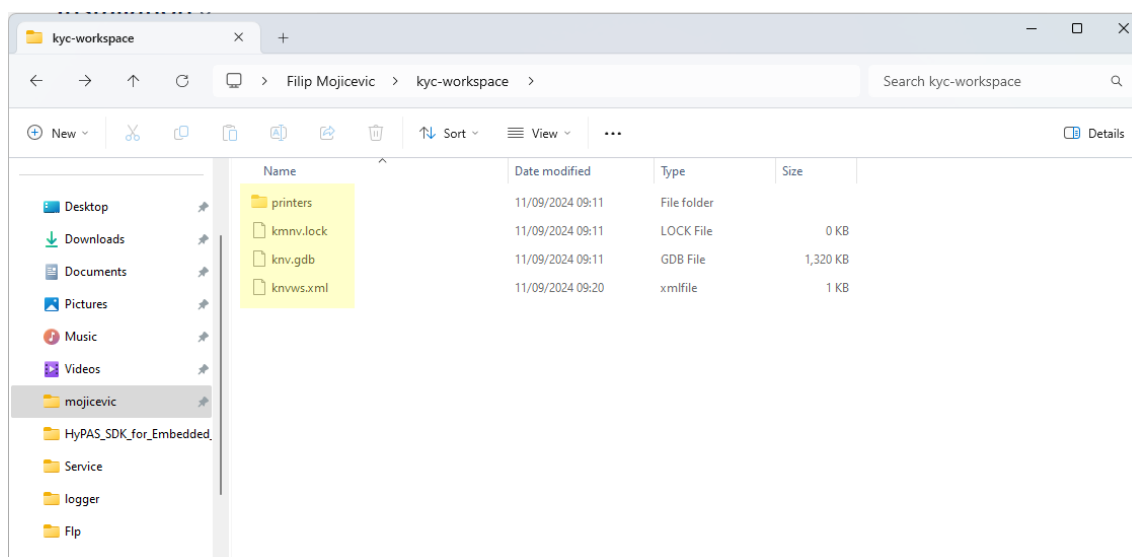 kyc-workspace
Filip Mojicevic > kyc-workspace >
Search kyc-workspace
New
Sort
View
Details
Name
Date modified
Type
Size
printers 11/09/2024 09:11 File folder
kmnv.lock 11/09/2024 09:11 LOCK File 0 KB
knv.gdb 11/09/2024 09:11 GDB File 1,320 KB
knvws.xml 11/09/2024 09:20 xmlfile 1 KB
Desktop
Downloads
Documents
Pictures
Music
Videos
mojicevic
HyPAS_SDK_for_Embedded_
Service
logger
Flp